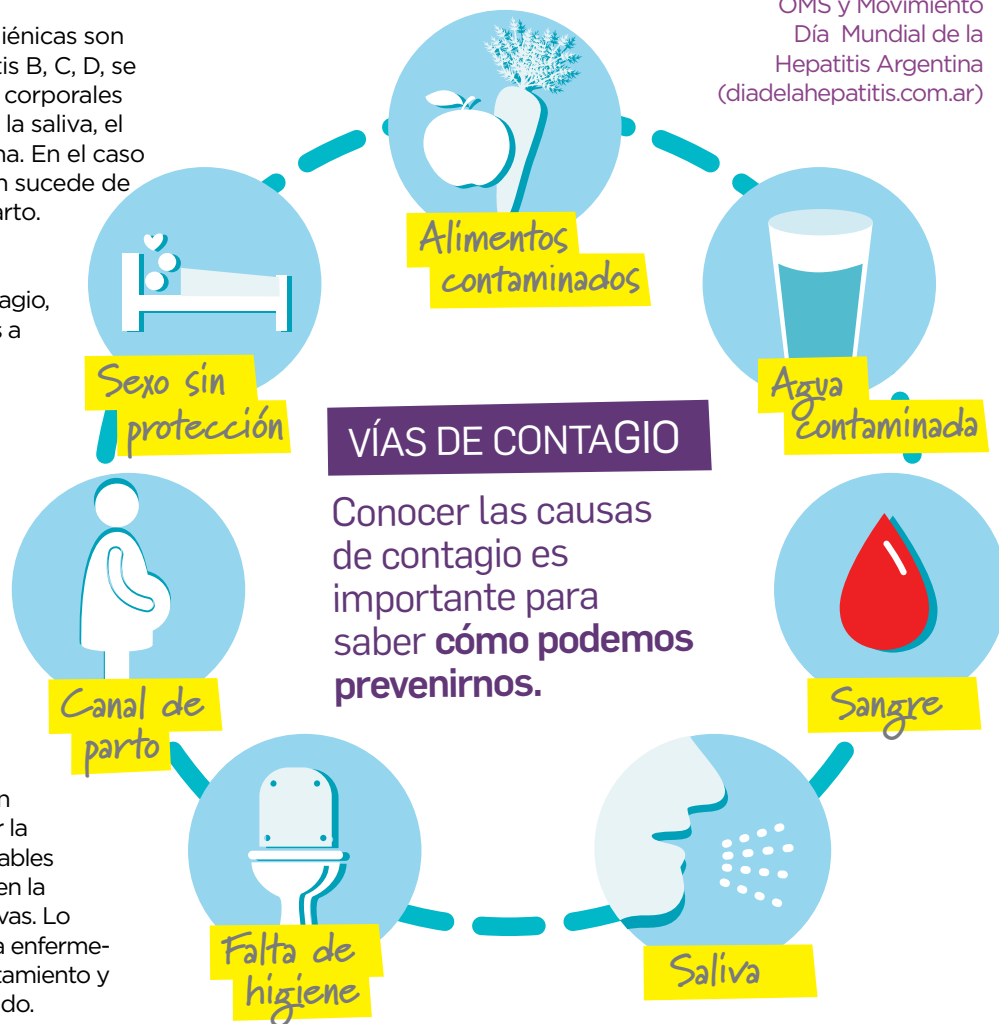 iénicas son
tis B, C, D, se
corporales
la saliva, el
na. En el caso
n sucede de
arto.
agio,
s a
OMS y Movimiento
Día Mundial de la
Hepatitis Argentina
(diadelahepatitis.com.ar)
Alimentos
contaminados
Sexo sin
protección
Agua
contaminada
VÍAS DE CONTAGIO
Conocer las causas
de contagio es
importante para
saber cómo podemos
prevenirnos.
Canal de
parto
Sangre
n
r la
ables
en la
vas. Lo
a enferme-
tamiento y
do.
Falta de
higiene
Saliva